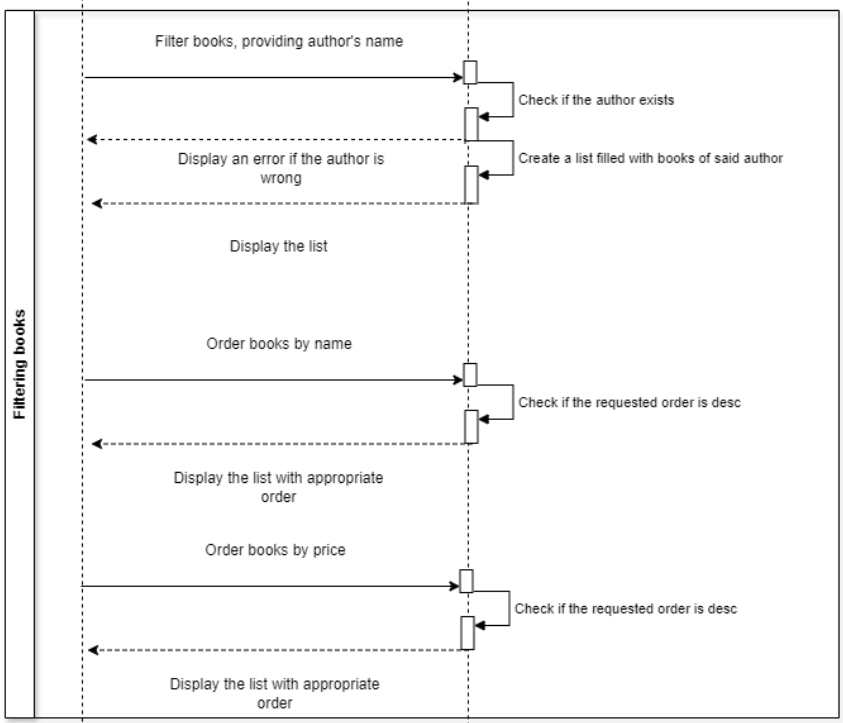 Filtering books
Filter books, providing author's name
Check if the author exists
Display an error if the author is
wrong
Create a list filled with books of said author
Display the list
Order books by name
Check if the requested order is desc
Display the list with appropriate
order
Order books by price
Check if the requested order is desc
Display the list with appropriate
order